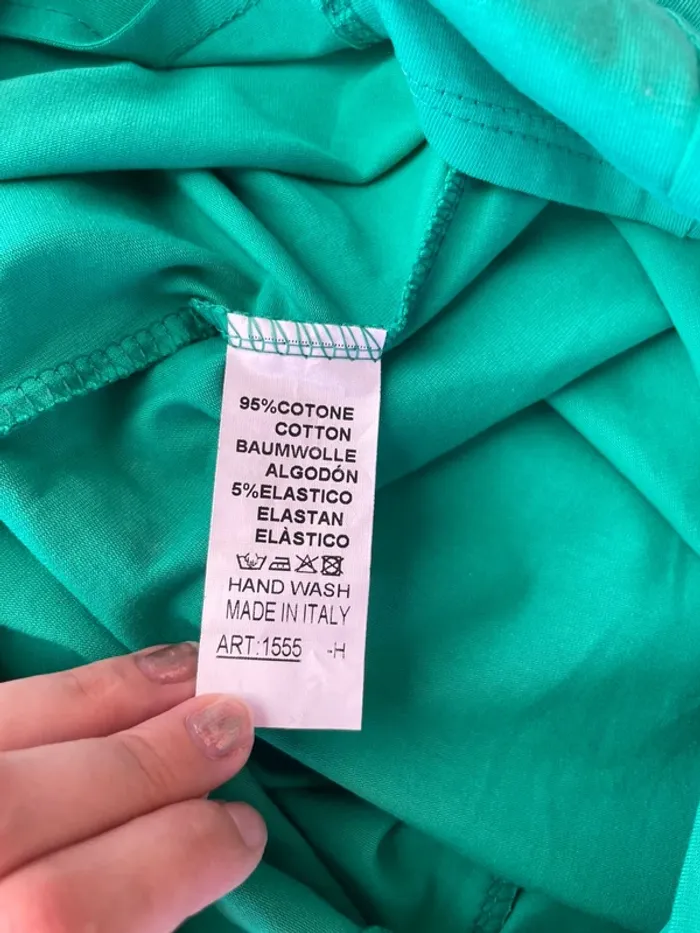 95%COTONE
COTTON
BAUMWOLLE
ALGODÓN
5%ELASTICO
ELASTAN
ELÀSTICO
HAND WASH
MADE IN ITALY
ART:1555 -H